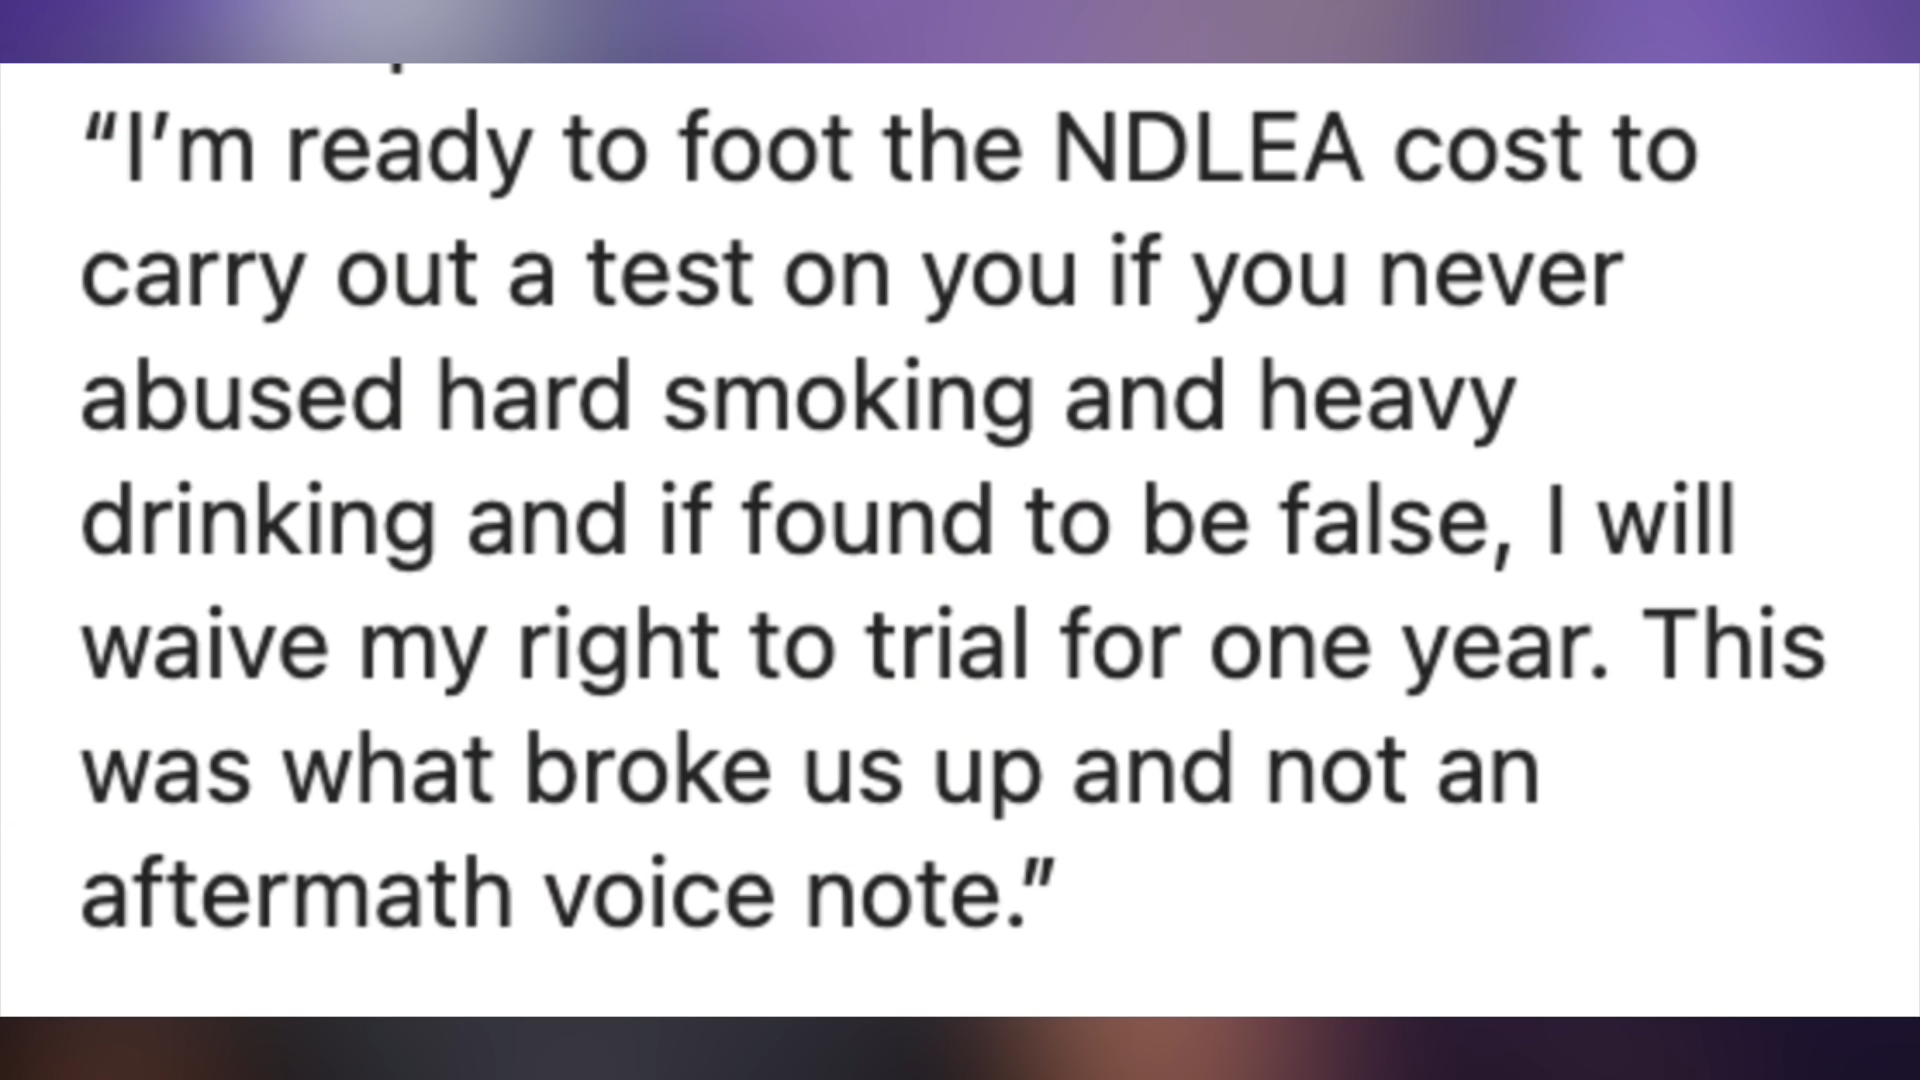 “I’m ready to foot the NDLEA cost to
carry out a test on you if you never
abused hard smoking and heavy
drinking and if found to be false, I will
waive my right to trial for one year. This
was what broke us up and not an
aftermath voice note.”